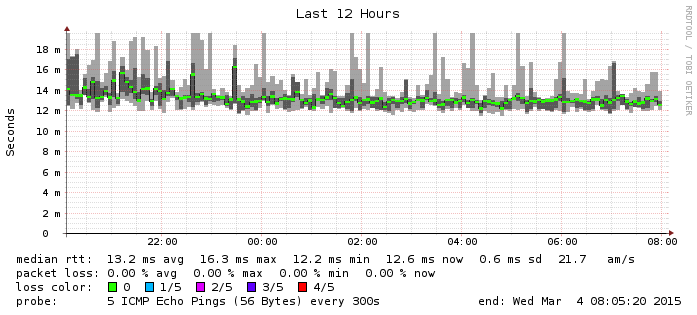 Last 12 Hours
RRDTOOL / TOBI OETIKER
Seconds
18 m
16 m
14 m
12 m
10 m
8 m
6 m
4 m
2 m
0
22:00 00:00 02:00 04:00 06:00 08:00
median rtt: 13.2 ms avg 16.3 ms max 12.2 ms min 12.6 ms now 0.6 ms sd 21.7 am/s
packet loss: 0.00 % avg 0.00 % max 0.00 % min 0.00 % now
loss color: 0 1/5 2/5 3/5 4/5
probe: 5 ICMP Echo Pings (56 Bytes) every 300s end: Wed Mar 4 08:05:20 2015